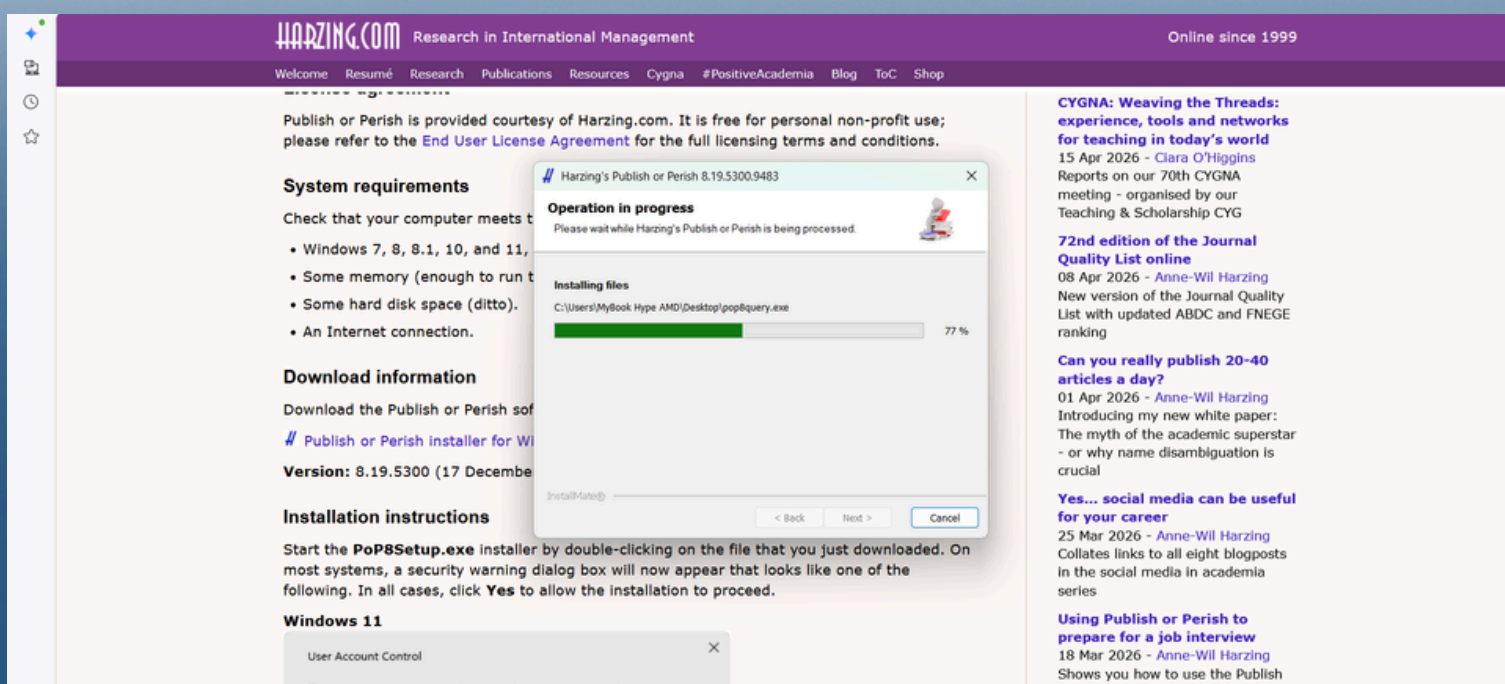 HARZING.COM Research in International Management Online since 1999
Welcome Resumé Research Publications Resources Cygna #PositiveAcademia Blog ToC Shop
License agreement
Publish or Perish is provided courtesy of Harzing.com. It is free for personal non-profit use;
please refer to the End User License Agreement for the full licensing terms and conditions.
System requirements
Check that your computer meets t
• Windows 7, 8, 8.1, 10, and 11,
• Some memory (enough to run t
• Some hard disk space (ditto).
• An Internet connection.
Download information
Download the Publish or Perish sof
Publish or Perish installer for Wi
Version: 8.19.5300 (17 Decembe
Installation instructions
Start the PoP8Setup.exe installer by double-clicking on the file that you just downloaded. On
most systems, a security warning dialog box will now appear that looks like one of the
following. In all cases, click Yes to allow the installation to proceed.
Windows 11
User Account Control
Harzing's Publish or Perish 8.19.5300.9483
Operation in progress
Please wait while Harzing's Publish or Perish is being processed.
Installing files
C:\Users\MyBook Hype AMD\Desktop\pop8query.exe
77 %
InstallMate®
< Back Next > Cancel
CYGNA: Weaving the Threads:
experience, tools and networks
for teaching in today's world
15 Apr 2026 - Ciara O'Higgins
Reports on our 70th CYGNA
meeting - organised by our
Teaching & Scholarship CYG
72nd edition of the Journal
Quality List online
08 Apr 2026 - Anne-Wil Harzing
New version of the Journal Quality
List with updated ABDC and FNEGE
ranking
Can you really publish 20-40
articles a day?
01 Apr 2026 - Anne-Wil Harzing
Introducing my new white paper:
The myth of the academic superstar
- or why name disambiguation is
crucial
Yes... social media can be useful
for your career
25 Mar 2026 - Anne-Wil Harzing
Collates links to all eight blogposts
in the social media in academia
series
Using Publish or Perish to
prepare for a job interview
18 Mar 2026 - Anne-Wil Harzing
Shows you how to use the Publish